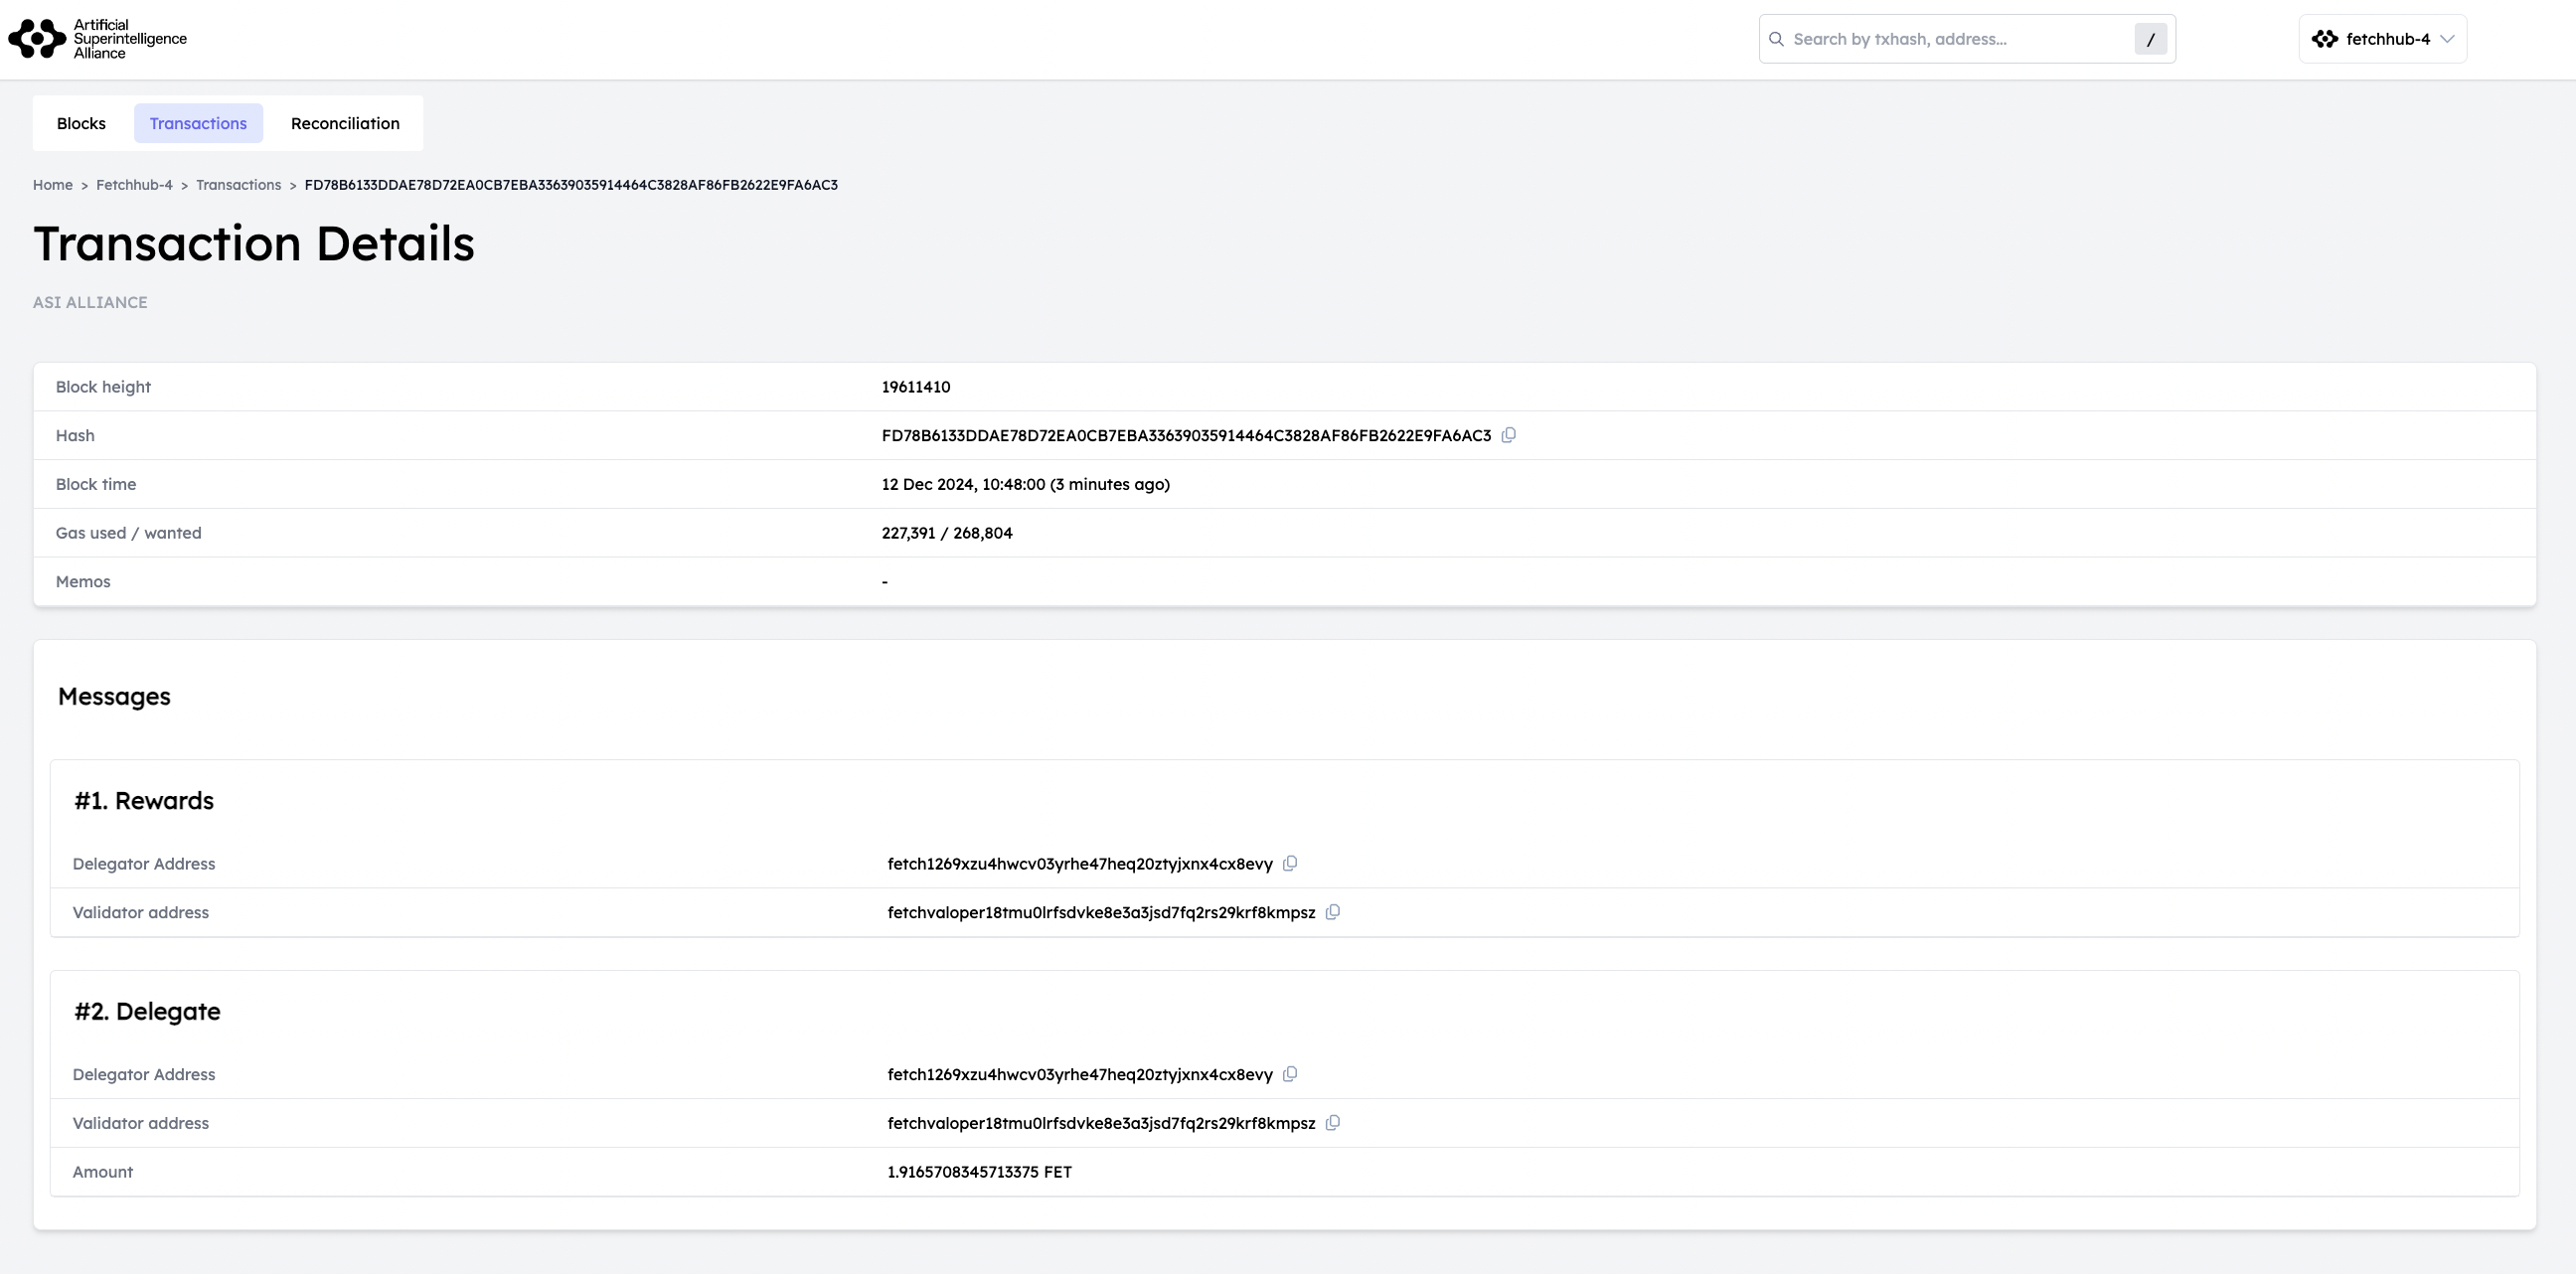 Artificial
Superintelligence
Alliance
Search by txhash, address...
/
fetchhub-4
Blocks
Transactions
Reconciliation
Home > Fetchhub-4 > Transactions > FD78B6133DDAE78D72EA0CB7EBA33639035914464C3828AF86FB2622E9FA6AC3
Transaction Details
ASI ALLIANCE
Block height 19611410
Hash FD78B6133DDAE78D72EA0CB7EBA33639035914464C3828AF86FB2622E9FA6AC3
Block time 12 Dec 2024, 10:48:00 (3 minutes ago)
Gas used / wanted 227,391 / 268,804
Memos -
Messages
#1. Rewards
Delegator Address fetch1269xzu4hwcv03yrhe47heq20ztyjxnx4cx8evy
Validator address fetchvaloper18tmu0lrfsdvke8e3a3jsd7fq2rs29krf8kmpsz
#2. Delegate
Delegator Address fetch1269xzu4hwcv03yrhe47heq20ztyjxnx4cx8evy
Validator address fetchvaloper18tmu0lrfsdvke8e3a3jsd7fq2rs29krf8kmpsz
Amount 1.9165708345713375 FET